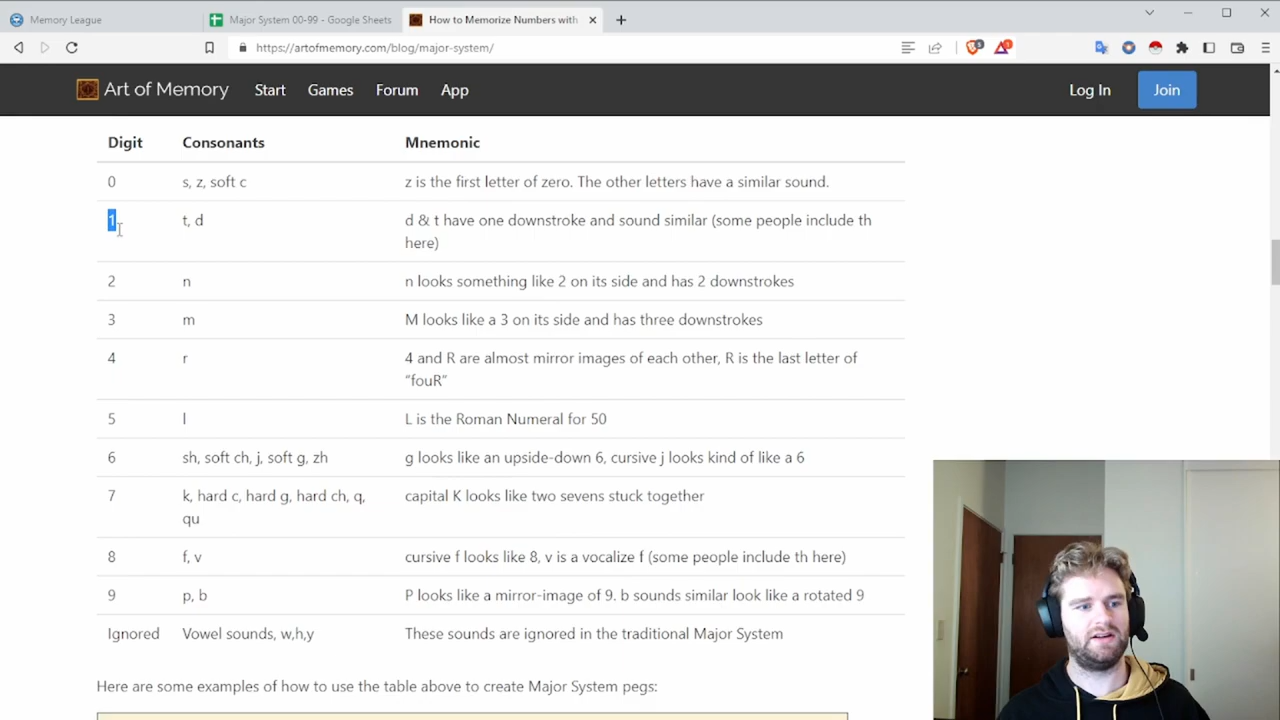 Memory League
Major System 00-99 - Google Sheets
How to Memorize Numbers with
https://artofmemory.com/blog/major-system/
Art of Memory Start Games Forum App Log In Join
Digit Consonants Mnemonic
0 s, z, soft c z is the first letter of zero. The other letters have a similar sound.
1 t, d d & t have one downstroke and sound similar (some people include th
here)
2 n n looks something like 2 on its side and has 2 downstrokes
3 m M looks like a 3 on its side and has three downstrokes
4 r 4 and R are almost mirror images of each other, R is the last letter of
“fouR”
5 l L is the Roman Numeral for 50
6 sh, soft ch, j, soft g, zh g looks like an upside-down 6, cursive j looks kind of like a 6
7 k, hard c, hard g, hard ch, q, capital K looks like two sevens stuck together
qu
8 f, v cursive f looks like 8, v is a vocalize f (some people include th here)
9 p, b P looks like a mirror-image of 9. b sounds similar look like a rotated 9
Ignored Vowel sounds, w,h,y These sounds are ignored in the traditional Major System
Here are some examples of how to use the table above to create Major System pegs: